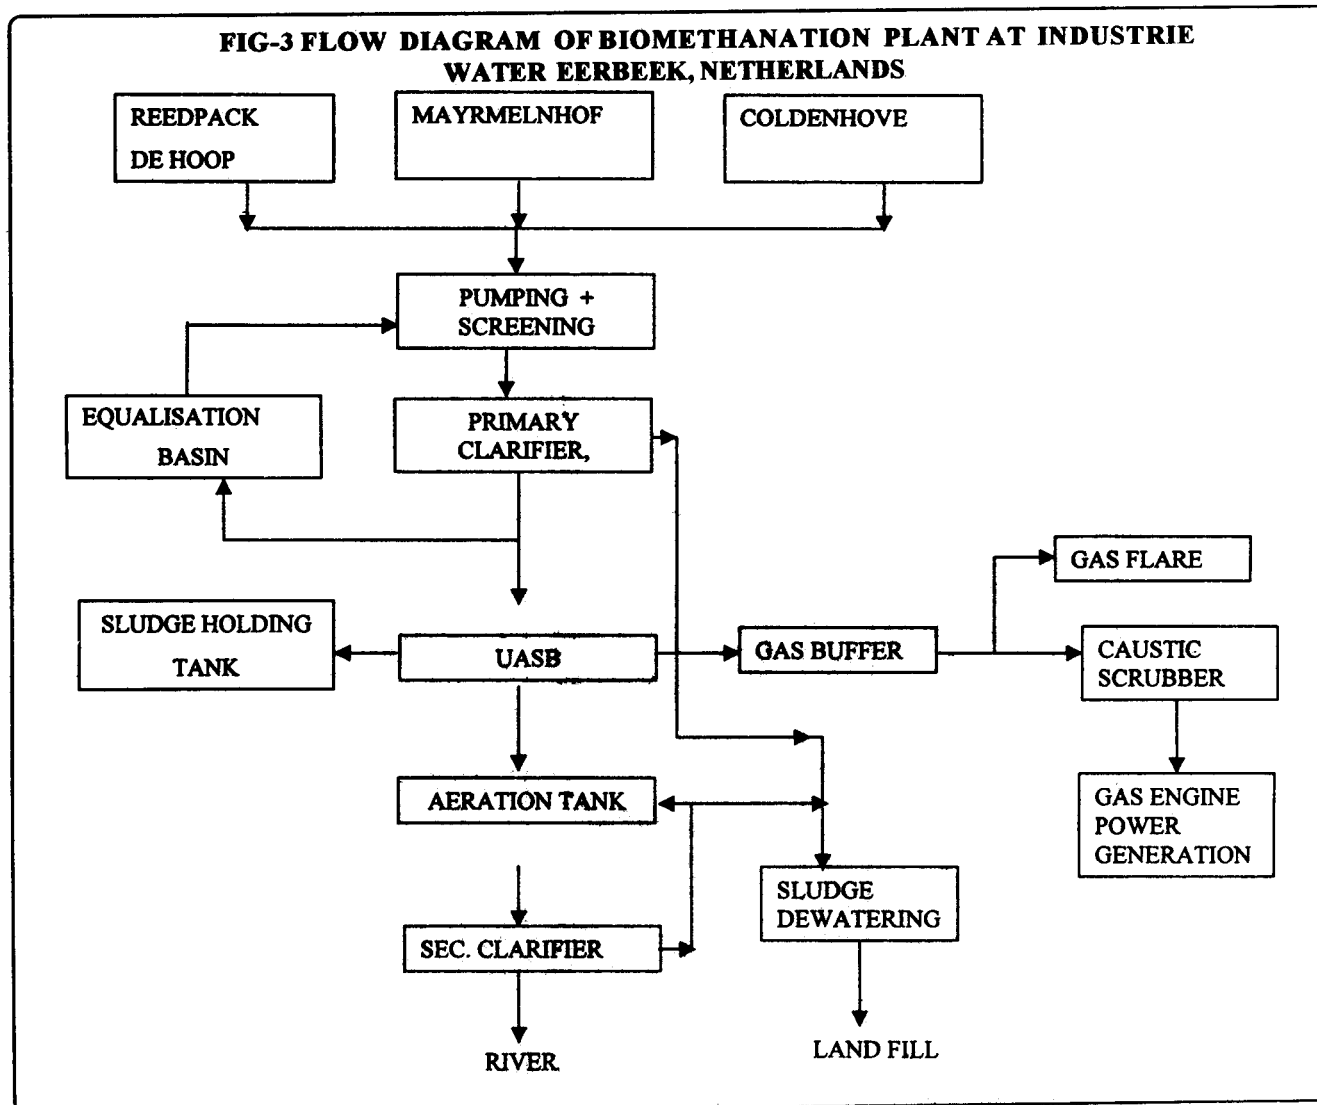 FIG-3 FLOW DIAGRAM OF BIOMETHANATION PLANT AT INDUSTRIE
WATER EERBEEK, NETHERLANDS
REEDPACK
DE HOOP
MAYRMELNHOF
COLDENHOVE
PUMPING +
SCREENING
EQUALISATION
BASIN
PRIMARY
CLARIFIER,
GAS FLARE
SLUDGE HOLDING
TANK
UASB
GAS BUFFER
CAUSTIC
SCRUBBER
AERATION TANK
GAS ENGINE
POWER
GENERATION
SLUDGE
DEWATERING
SEC. CLARIFIER
RIVER
LAND FILL